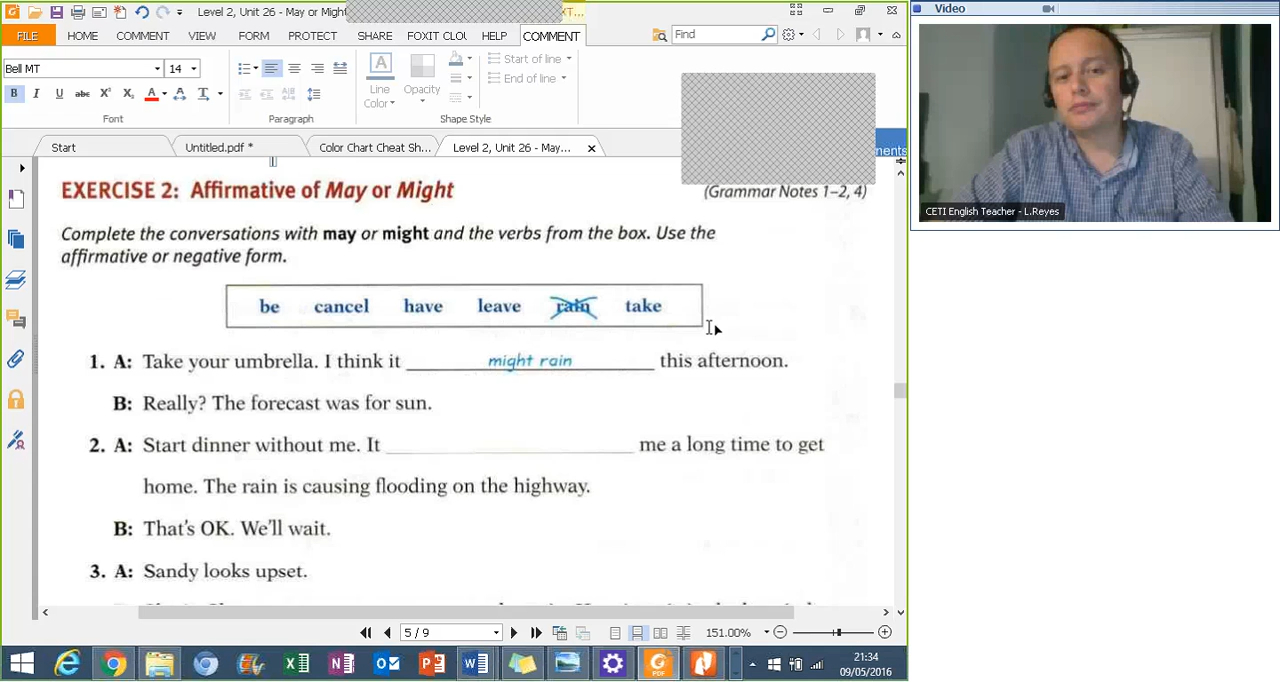 Level 2, Unit 26 - May or Might
T...
FILE HOME COMMENT VIEW FORM PROTECT SHARE FOXIT CLOU HELP COMMENT
Find
Bell MT 14
Line Color
Opacity
Start of line
End of line
Font Paragraph Shape Style
Start Untitled.pdf * Color Chart Cheat Sh... Level 2, Unit 26 - May...
nents
EXERCISE 2: Affirmative of May or Might (Grammar Notes 1–2, 4)
Complete the conversations with may or might and the verbs from the box. Use the
affirmative or negative form.
be cancel have leave rain take
1. A: Take your umbrella. I think it might rain this afternoon.
B: Really? The forecast was for sun.
2. A: Start dinner without me. It me a long time to get
home. The rain is causing flooding on the highway.
B: That's OK. We'll wait.
3. A: Sandy looks upset.
5 / 9 151.00%
21:34
09/05/2016
Video
CETI English Teacher - L.Reyes